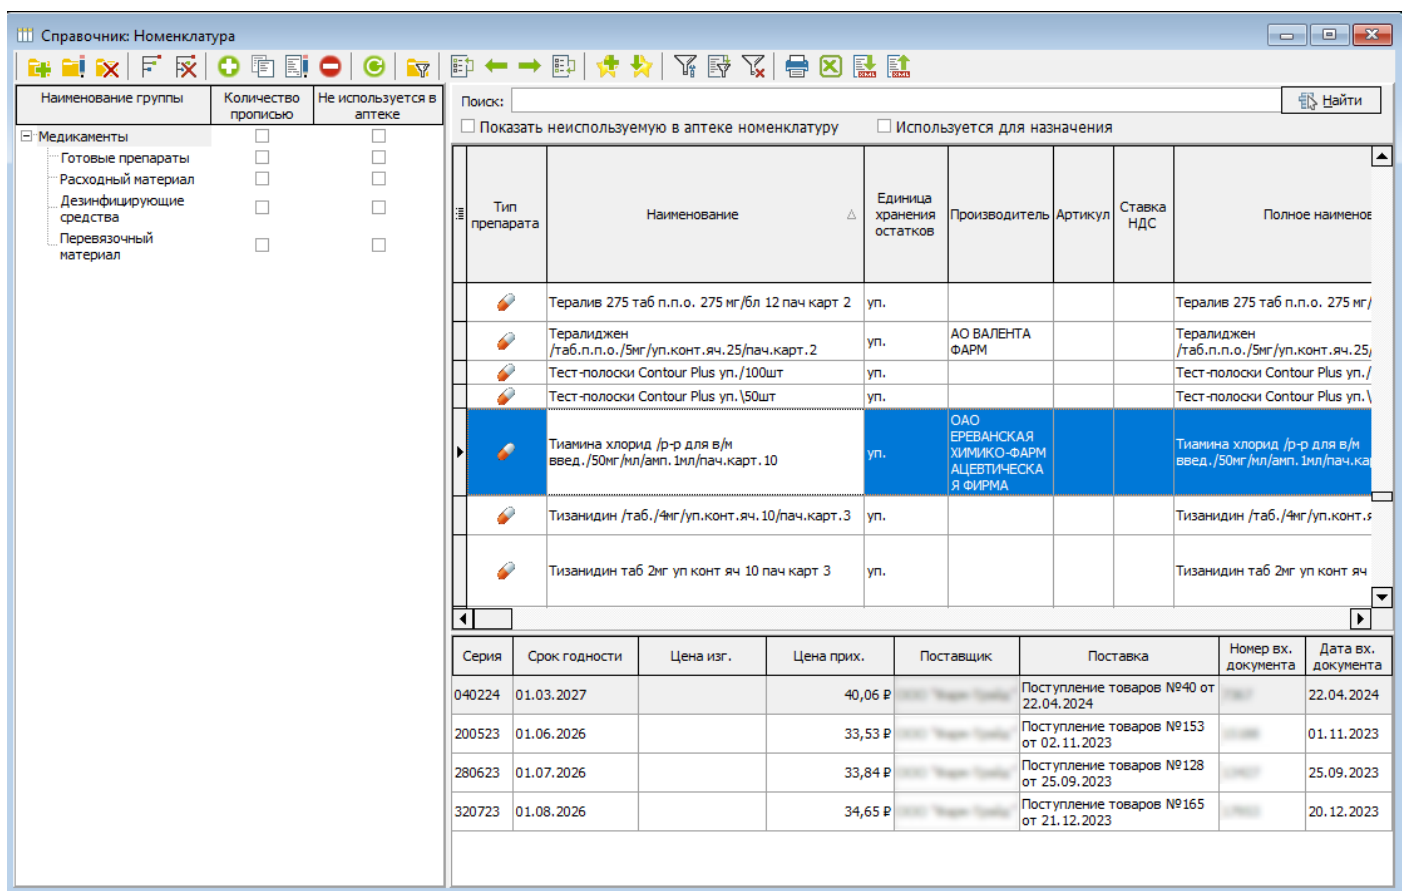 Справочник: Номенклатура
Наименование группы
Количество
прописью
Не используется в
аптеке
Медикаменты
Готовые препараты
Расходный материал
Дезинфицирующие
средства
Перевязочный
материал
Поиск:
Найти
Показать неиспользуемую в аптеке номенклатуру
Используется для назначения
Тип
препарата
Наименование
Единица
хранения
остатков
Производитель
Артикул
Ставка
НДС
Полное наименов
Тералив 275 таб п.п.о. 275 мг/бл 12 пач карт 2
уп.
Тералив 275 таб п.п.о. 275 мг/
Тералиджен
/таб.п.п.о./5мг/уп.конт.яч.25/пач.карт.2
уп.
АО ВАЛЕНТА
ФАРМ
Тералиджен
/таб.п.п.о./5мг/уп.конт.яч.25/
Тест-полоски Contour Plus уп./100шт
уп.
Тест-полоски Contour Plus уп./
Тест-полоски Contour Plus уп.\50шт
уп.
Тест-полоски Contour Plus уп.\
Тиамина хлорид /р-р для в/м
введ./50мг/мл/амп.1мл/пач.карт.10
уп.
ОАО
ЕРЕВАНСКАЯ
ХИМИКО-ФАРМ
АЦЕВТИЧЕСКА
Я ФИРМА
Тиамина хлорид /р-р для в/м
введ./50мг/мл/амп.1мл/пач.ка
Тизанидин /таб./4мг/уп.конт.яч.10/пач.карт.3
уп.
Тизанидин /таб./4мг/уп.конт.я
Тизанидин таб 2мг уп конт яч 10 пач карт 3
уп.
Тизанидин таб 2мг уп конт яч
Серия
Срок годности
Цена изг.
Цена прих.
Поставщик
Поставка
Номер вх.
документа
Дата вх.
документа
040224
01.03.2027
40,06 ₽
Поступление товаров №40 от
22.04.2024
22.04.2024
200523
01.06.2026
33,53 ₽
Поступление товаров №153
от 02.11.2023
01.11.2023
280623
01.07.2026
33,84 ₽
Поступление товаров №128
от 25.09.2023
25.09.2023
320723
01.08.2026
34,65 ₽
Поступление товаров №165
от 21.12.2023
20.12.2023